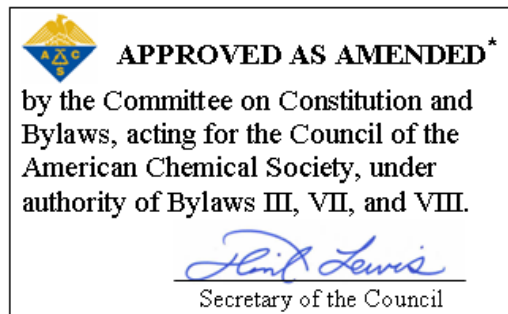 A C S
APPROVED AS AMENDED*
by the Committee on Constitution and
Bylaws, acting for the Council of the
American Chemical Society, under
authority of Bylaws III, VII, and VIII.
Lewis
Secretary of the Council